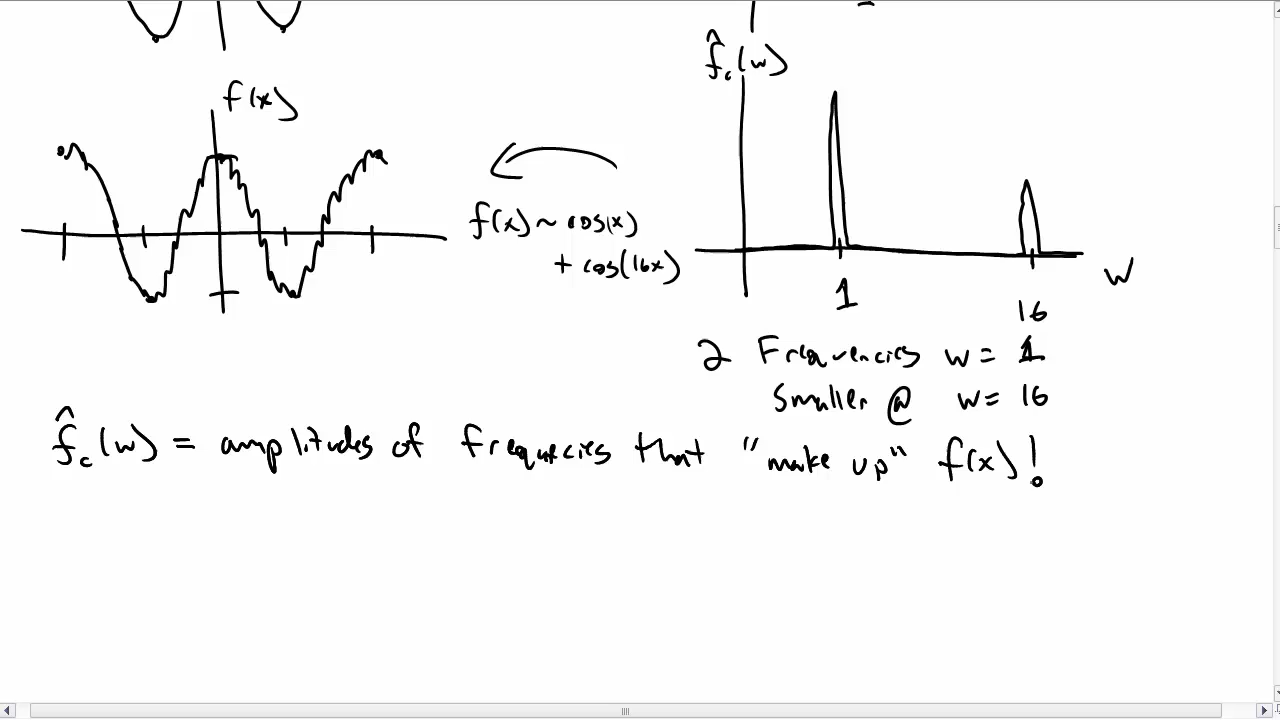 f̂c(w)
f(x)
f(x) ~ cos(x)
+ cos(16x)
1
16
w
2 Frequencies w = 1
Smaller @ w = 16
f̂c(w) = amplitudes of frequencies that "make up" f(x)!